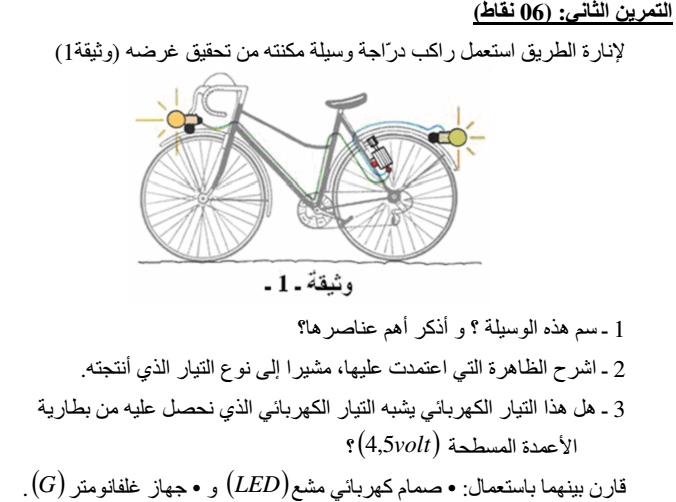 التمرين الثاني: (06 نقاط)
لإنارة الطريق استعمل راكب درّاجة وسيلة مكنته من تحقيق غرضه (وثيقة1)
وثيقة - 1 -
1 - سم هذه الوسيلة ؟ و أذكر أهم عناصرها؟
2 - اشرح الظاهرة التي اعتمدت عليها، مشيرا إلى نوع التيار الذي أنتجته.
3 - هل هذا التيار الكهربائي يشبه التيار الكهربائي الذي نحصل عليه من بطارية
الأعمدة المسطحة (4,5volt) ؟
قارن بينهما باستعمال: • صمام كهربائي مشع (LED) و • جهاز غلفانومتر (G) .